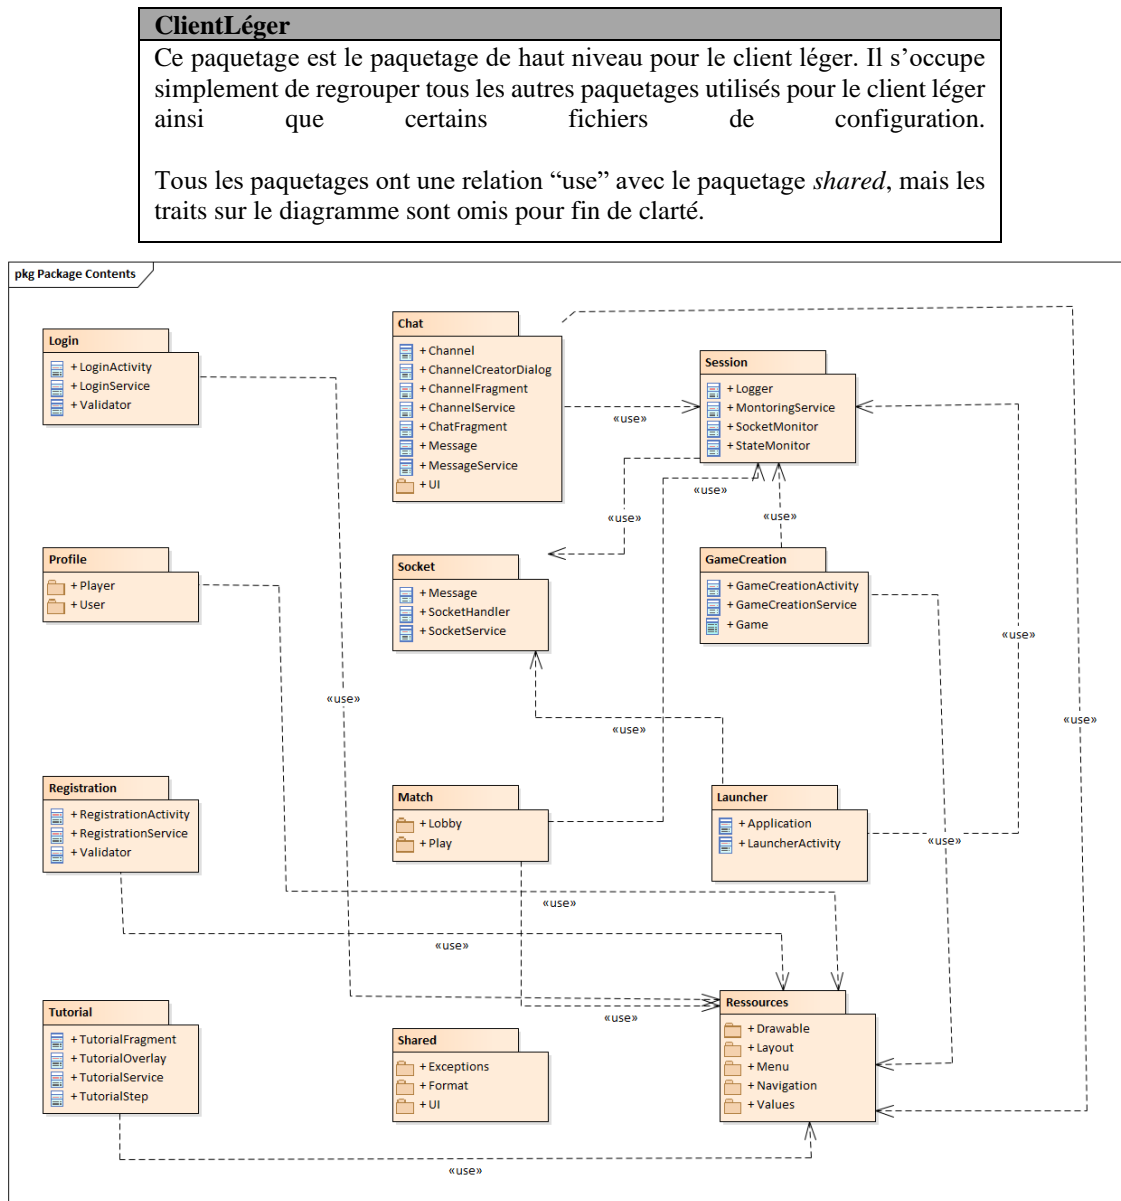 ClientLéger
Ce paquetage est le paquetage de haut niveau pour le client léger. Il s’occupe
simplement de regrouper tous les autres paquetages utilisés pour le client léger
ainsi que certains fichiers de configuration.
Tous les paquetages ont une relation “use” avec le paquetage shared, mais les
traits sur le diagramme sont omis pour fin de clarté.
pkg Package Contents
Login
+ LoginActivity
+ LoginService
+ Validator
Chat
+ Channel
+ ChannelCreatorDialog
+ ChannelFragment
+ ChannelService
+ ChatFragment
+ Message
+ MessageService
+ UI
Session
+ Logger
+ MontoringService
+ SocketMonitor
+ StateMonitor
«use»
«use»
«use»
«use»
Profile
+ Player
+ User
Socket
+ Message
+ SocketHandler
+ SocketService
GameCreation
+ GameCreationActivity
+ GameCreationService
+ Game
«use»
«use»
«use»
«use»
Registration
+ RegistrationActivity
+ RegistrationService
+ Validator
Match
+ Lobby
+ Play
Launcher
+ Application
+ LauncherActivity
«use»
«use»
«use»
Tutorial
+ TutorialFragment
+ TutorialOverlay
+ TutorialService
+ TutorialStep
Shared
+ Exceptions
+ Format
+ UI
«use»
Ressources
+ Drawable
+ Layout
+ Menu
+ Navigation
+ Values
«use»